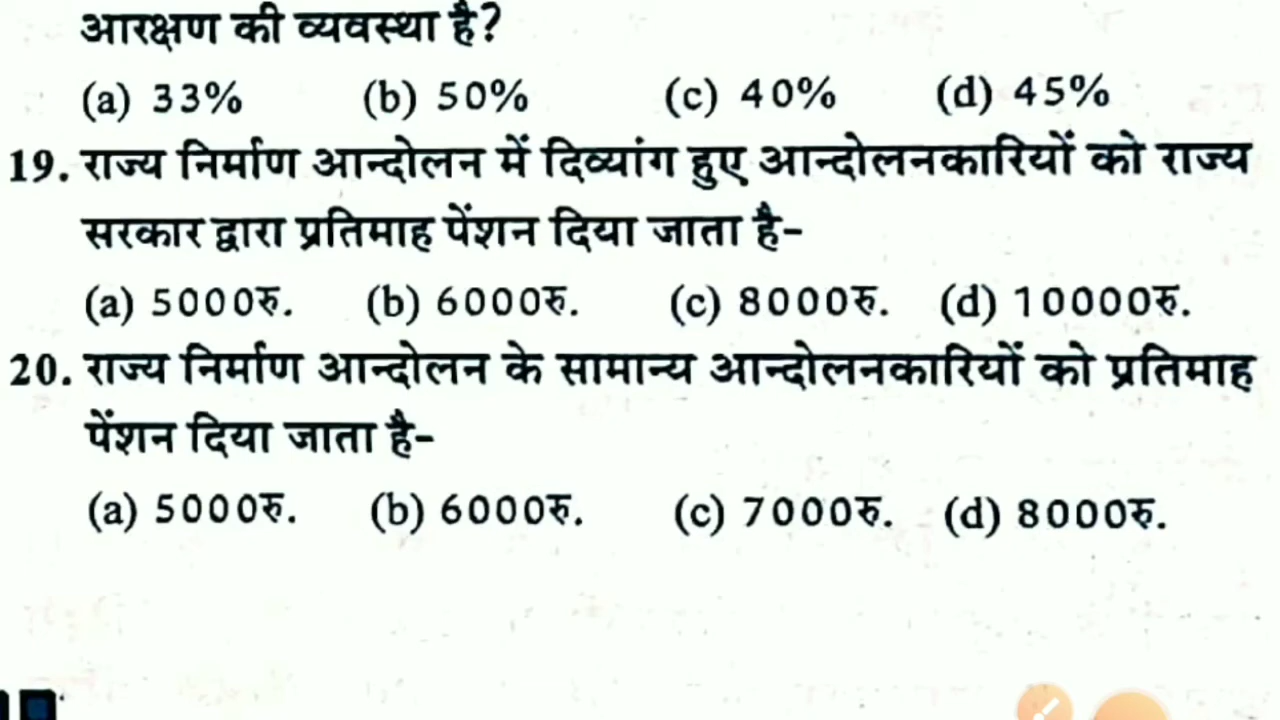 आरक्षण की व्यवस्था है?
(a) 33% (b) 50% (c) 40% (d) 45%
19. राज्य निर्माण आन्दोलन में दिव्यांग हुए आन्दोलनकारियों को राज्य
सरकार द्वारा प्रतिमाह पेंशन दिया जाता है-
(a) 5000रु. (b) 6000रु. (c) 8000रु. (d) 10000रु.
20. राज्य निर्माण आन्दोलन के सामान्य आन्दोलनकारियों को प्रतिमाह
पेंशन दिया जाता है-
(a) 5000रु. (b) 6000रु. (c) 7000रु. (d) 8000रु.